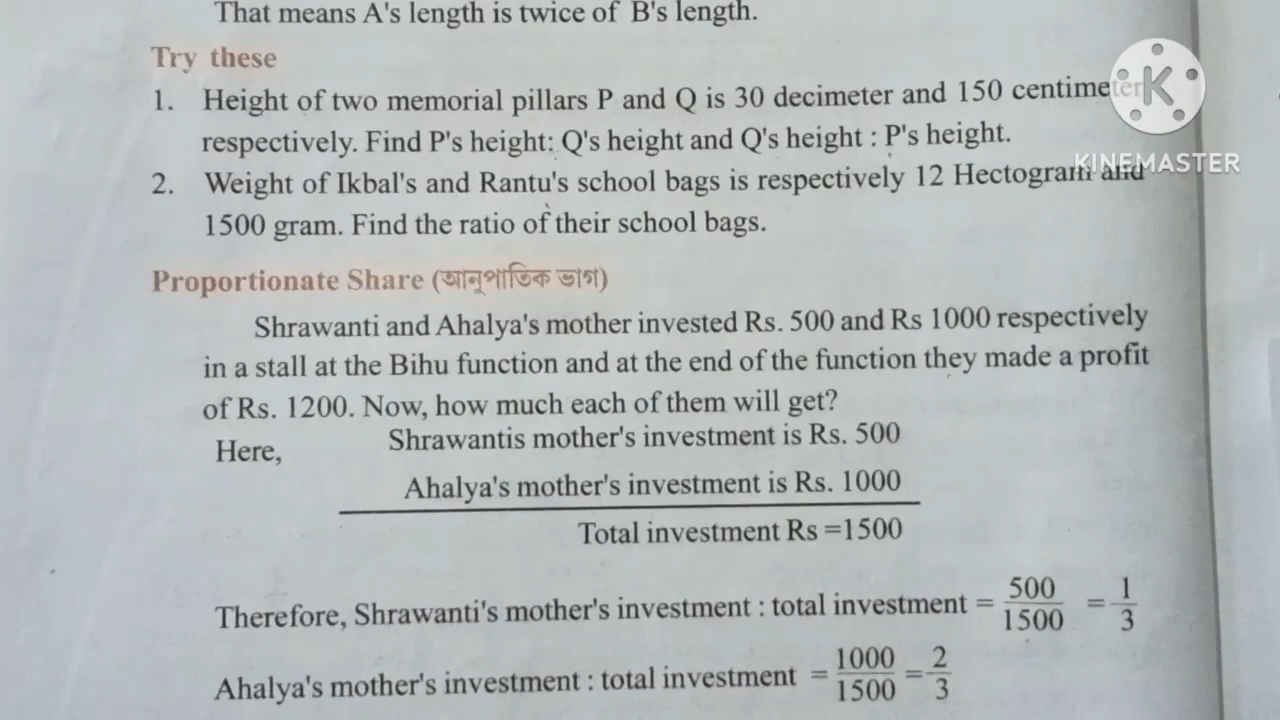 That means A's length is twice of B's length.
Try these
1. Height of two memorial pillars P and Q is 30 decimeter and 150 centimeter
respectively. Find P's height: Q's height and Q's height : P's height.
KINEMASTER
2. Weight of Ikbal's and Rantu's school bags is respectively 12 Hectogram and
1500 gram. Find the ratio of their school bags.
Proportionate Share (আনুপাতিক ভাগ)
Shrawanti and Ahalya's mother invested Rs. 500 and Rs 1000 respectively
in a stall at the Bihu function and at the end of the function they made a profit
of Rs. 1200. Now, how much each of them will get?
Here, Shrawantis mother's investment is Rs. 500
Ahalya's mother's investment is Rs. 1000
Total investment Rs =1500
Therefore, Shrawanti's mother's investment : total investment = 500/1500 = 1/3
Ahalya's mother's investment : total investment = 1000/1500 = 2/3